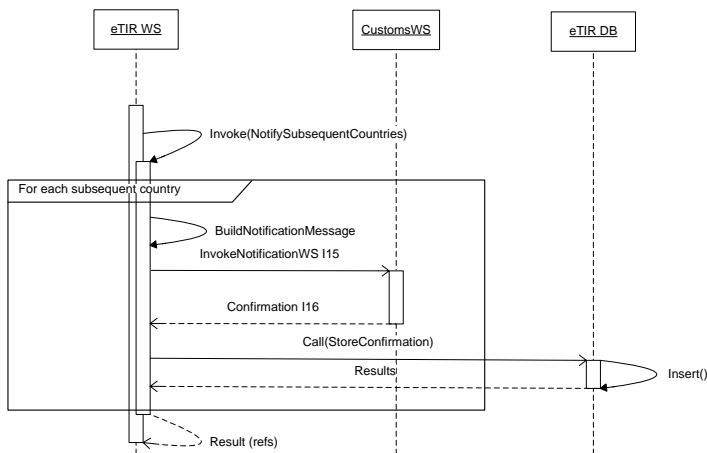 eTIR WS
CustomsWS
eTIR DB
Invoke(NotifySubsequentCountries)
For each subsequent country
BuildNotificationMessage
InvokeNotificationWS I15
Confirmation I16
Call(StoreConfirmation)
Results
Insert()
Result (refs)